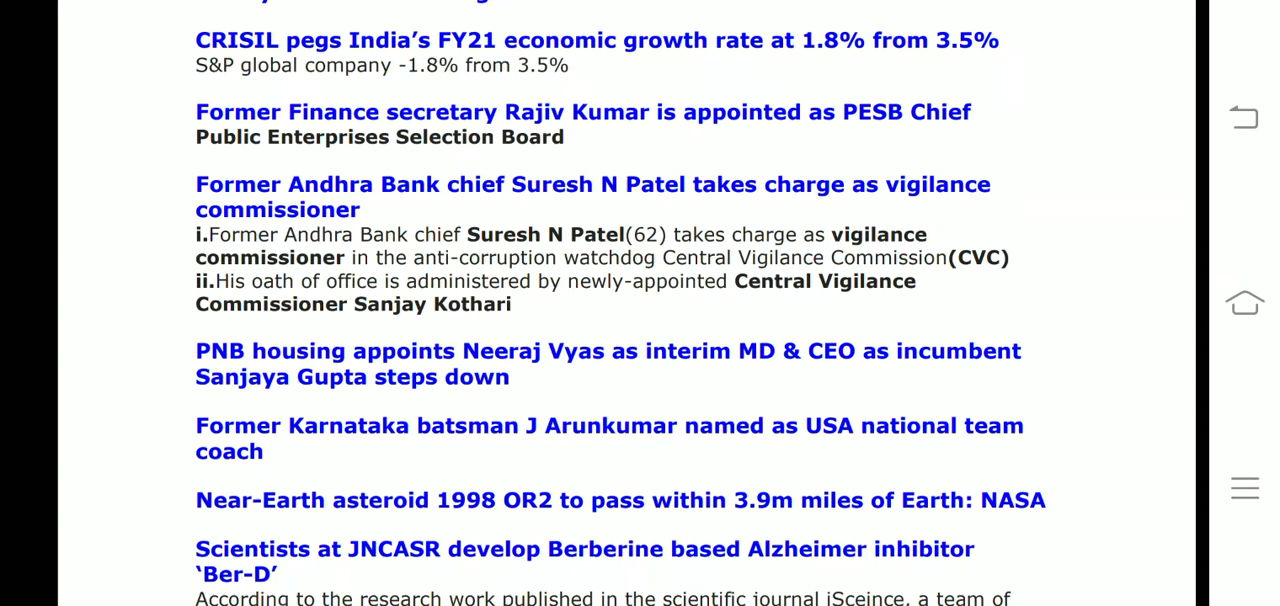 CRISIL pegs India’s FY21 economic growth rate at 1.8% from 3.5%
S&P global company -1.8% from 3.5%
Former Finance secretary Rajiv Kumar is appointed as PESB Chief
Public Enterprises Selection Board
Former Andhra Bank chief Suresh N Patel takes charge as vigilance
commissioner
i.Former Andhra Bank chief Suresh N Patel(62) takes charge as vigilance
commissioner in the anti-corruption watchdog Central Vigilance Commission(CVC)
ii.His oath of office is administered by newly-appointed Central Vigilance
Commissioner Sanjay Kothari
PNB housing appoints Neeraj Vyas as interim MD & CEO as incumbent
Sanjaya Gupta steps down
Former Karnataka batsman J Arunkumar named as USA national team
coach
Near-Earth asteroid 1998 OR2 to pass within 3.9m miles of Earth: NASA
Scientists at JNCASR develop Berberine based Alzheimer inhibitor
‘Ber-D’
According to the research work published in the scientific journal iSceince, a team of